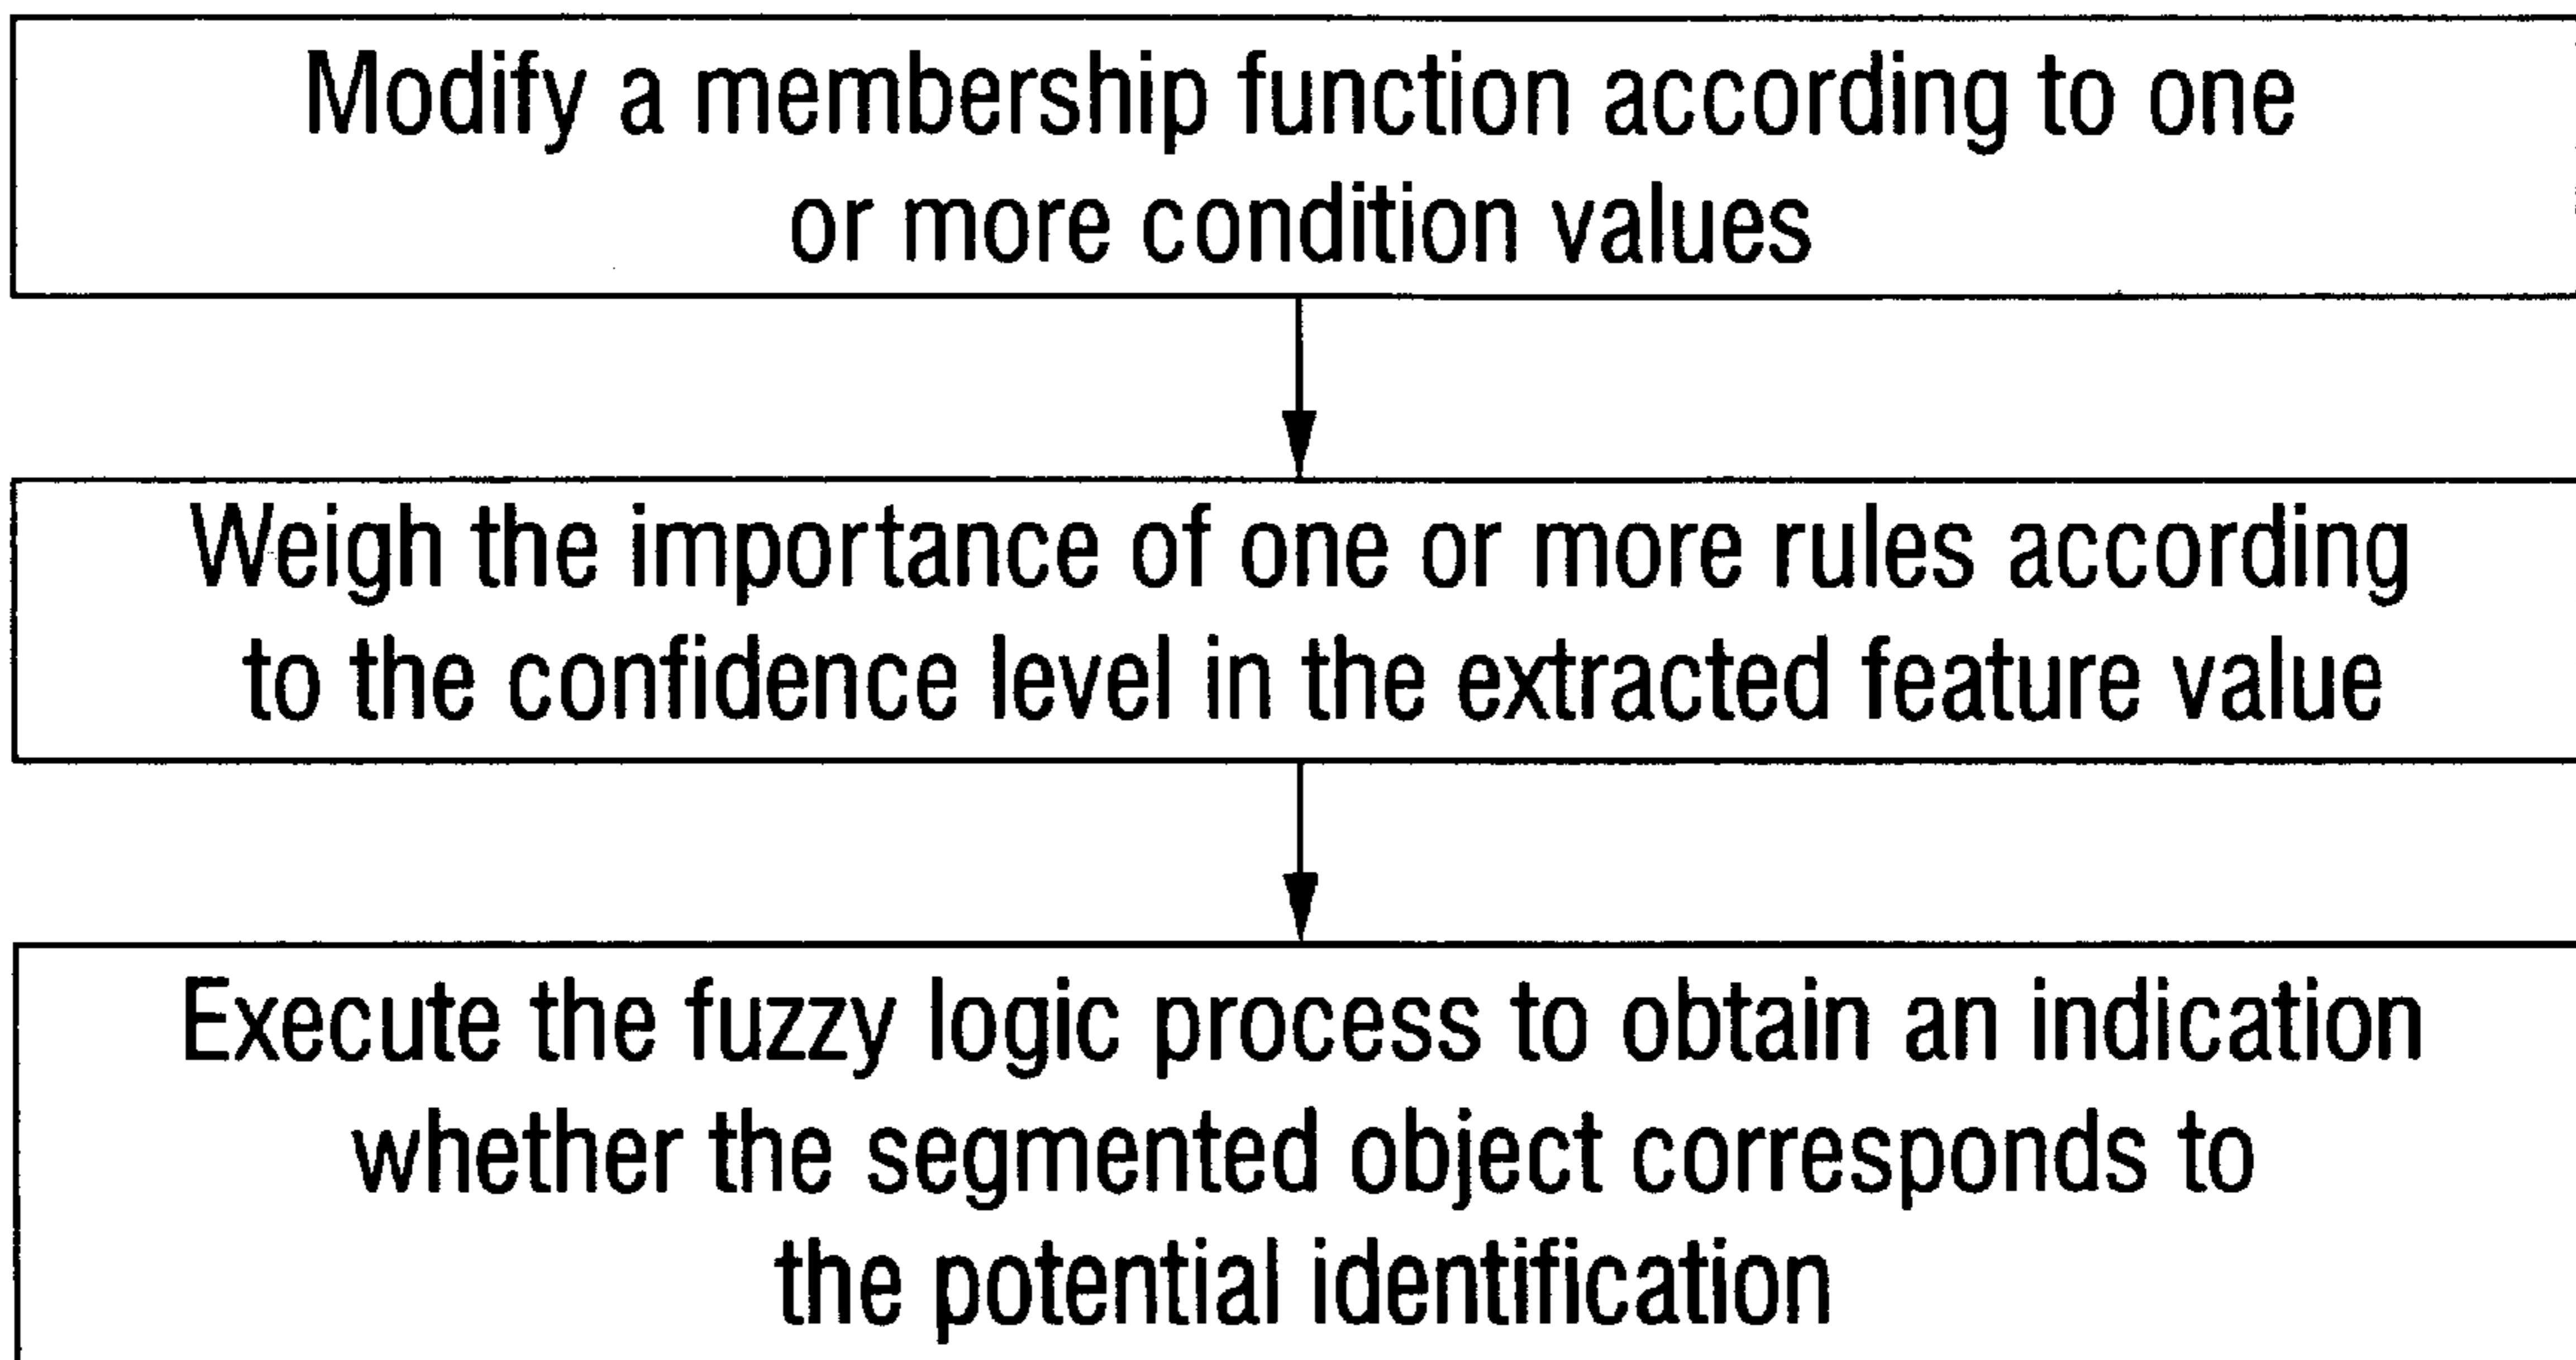 Modify a membership function according to one
or more condition values
Weigh the importance of one or more rules according
to the confidence level in the extracted feature value
Execute the fuzzy logic process to obtain an indication
whether the segmented object corresponds to
the potential identification